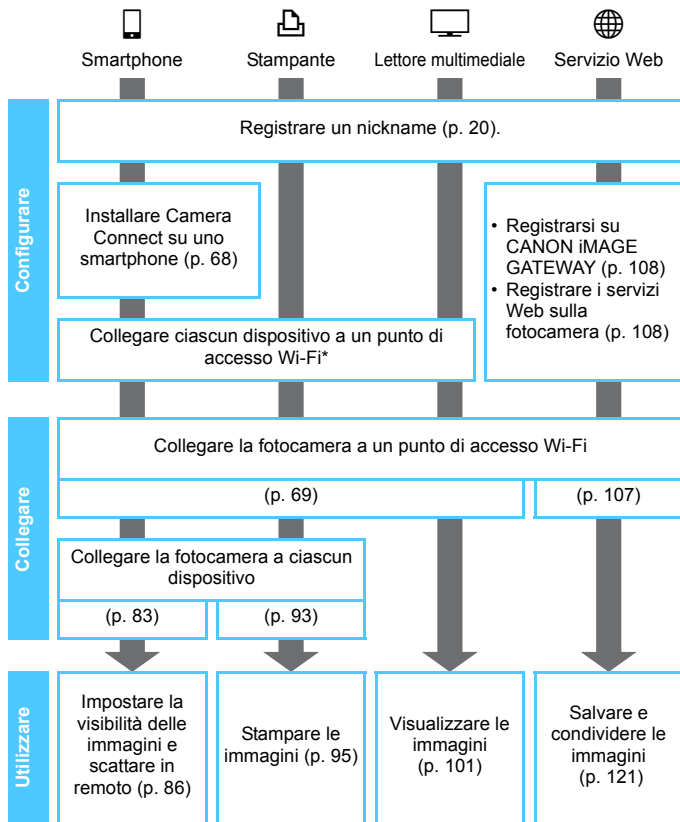 Smartphone
Stampante
Lettore multimediale
Servizio Web
Configurare
Registrare un nickname (p. 20).
Installare Camera
Connect su uno
smartphone (p. 68)
• Registrarsi su
CANON iMAGE
GATEWAY (p. 108)
• Registrare i servizi
Web sulla
fotocamera (p. 108)
Collegare ciascun dispositivo a un punto di
accesso Wi-Fi*
Collegare
Collegare la fotocamera a un punto di accesso Wi-Fi
(p. 69)
(p. 107)
Collegare la fotocamera a ciascun
dispositivo
(p. 83)
(p. 93)
Utilizzare
Impostare la
visibilità delle
immagini e
scattare in
remoto (p. 86)
Stampare le
immagini (p. 95)
Visualizzare le
immagini
(p. 101)
Salvare e
condividere le
immagini
(p. 121)